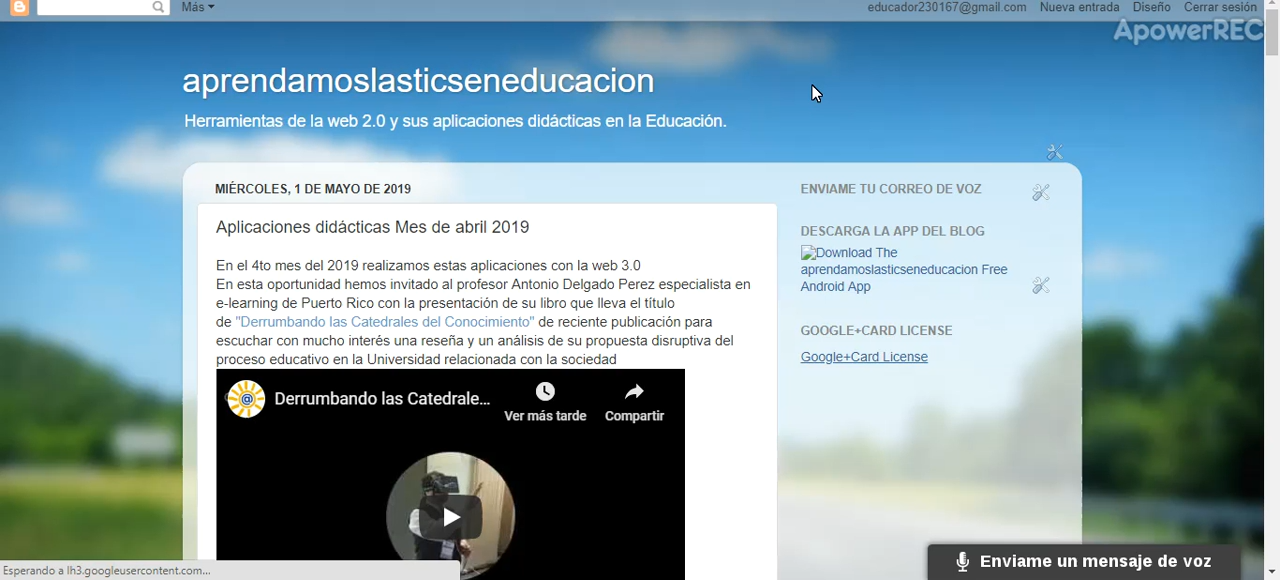 Más
educador230167@gmail.com Nueva entrada Diseño Cerrar sesión
ApowerREC
aprendamoslasticseneducacion
Herramientas de la web 2.0 y sus aplicaciones didácticas en la Educación.
MIÉRCOLES, 1 DE MAYO DE 2019
Aplicaciones didácticas Mes de abril 2019
En el 4to mes del 2019 realizamos estas aplicaciones con la web 3.0
En esta oportunidad hemos invitado al profesor Antonio Delgado Perez especialista en
e-learning de Puerto Rico con la presentación de su libro que lleva el título
de "Derrumbando las Catedrales del Conocimiento" de reciente publicación para
escuchar con mucho interés una reseña y un análisis de su propuesta disruptiva del
proceso educativo en la Universidad relacionada con la sociedad
Derrumbando las Catedrale...
Ver más tarde
Compartir
ENVIAME TU CORREO DE VOZ
DESCARGA LA APP DEL BLOG
Download The
aprendamoslasticseneducacion Free
Android App
GOOGLE+CARD LICENSE
Google+Card License
Enviame un mensaje de voz
Esperando a lh3.googleusercontent.com...